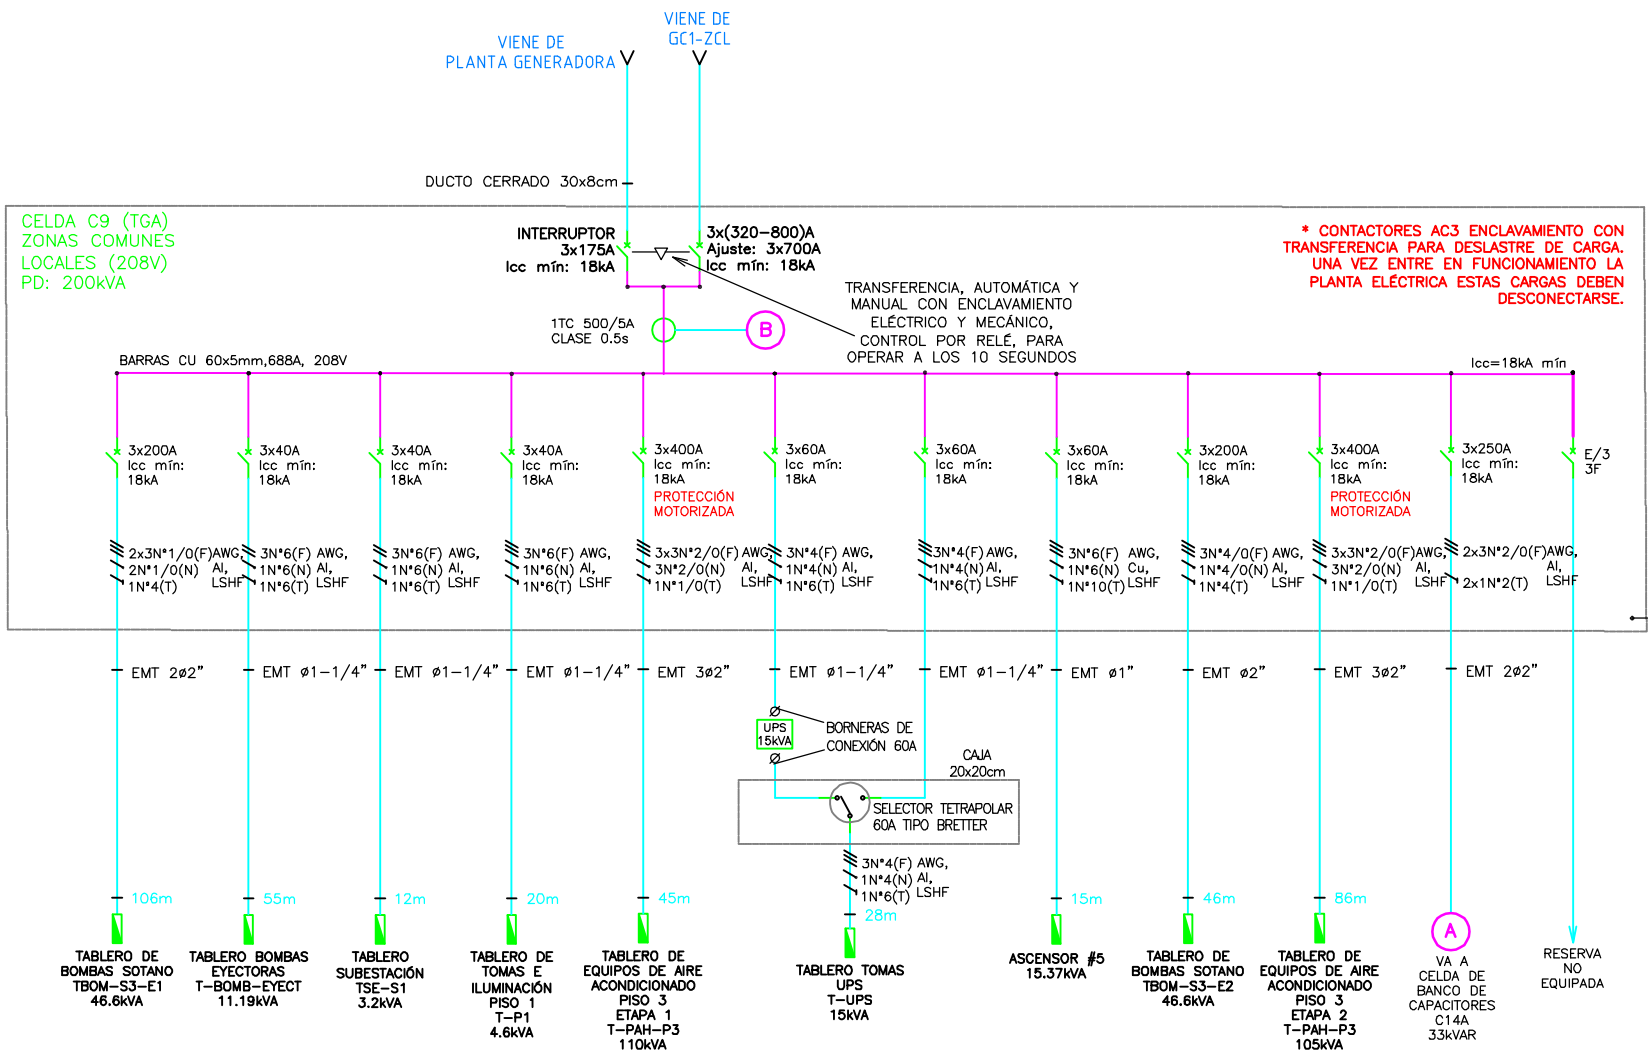 VIENE DE
PLANTA GENERADORA
VIENE DE
GC1-ZCL
DUCTO CERRADO 30x8cm
CELDA C9 (TGA)
ZONAS COMUNES
LOCALES (208V)
PD: 200kVA
INTERRUPTOR
3x175A
Icc mín: 18kA
3x(320-800)A
Ajuste: 3x700A
Icc mín: 18kA
* CONTACTORES AC3 ENCLAVAMIENTO CON
TRANSFERENCIA PARA DESLASTRE DE CARGA.
UNA VEZ ENTRE EN FUNCIONAMIENTO LA
PLANTA ELÉCTRICA ESTAS CARGAS DEBEN
DESCONECTARSE.
TRANSFERENCIA, AUTOMÁTICA Y
MANUAL CON ENCLAVAMIENTO
ELÉCTRICO Y MECÁNICO,
CONTROL POR RELÉ, PARA
OPERAR A LOS 10 SEGUNDOS
1TC 500/5A
CLASE 0.5s
B
BARRAS CU 60x5mm,688A, 208V
Icc=18kA mín
3x200A
Icc mín:
18kA
3x40A
Icc mín:
18kA
3x40A
Icc mín:
18kA
3x40A
Icc mín:
18kA
3x400A
Icc mín:
18kA
PROTECCIÓN
MOTORIZADA
3x60A
Icc mín:
18kA
3x60A
Icc mín:
18kA
3x60A
Icc mín:
18kA
3x200A
Icc mín:
18kA
3x400A
Icc mín:
18kA
PROTECCIÓN
MOTORIZADA
3x250A
Icc mín:
18kA
E/3
3F
2x3N°1/0(F)AWG,
2N°1/0(N) Al,
1N°4(T) LSHF
3N°6(F) AWG,
1N°6(N) Al,
1N°6(T) LSHF
3N°6(F) AWG,
1N°6(N) Al,
1N°6(T) LSHF
3N°6(F) AWG,
1N°6(N) Al,
1N°6(T) LSHF
3x3N°2/0(F)AWG,
3N°2/0(N) Al,
1N°1/0(T) LSHF
3N°4(F) AWG,
1N°4(N) Al,
1N°6(T) LSHF
3N°4(F) AWG,
1N°4(N) Al,
1N°6(T) LSHF
3N°6(F) AWG,
1N°6(N) Cu,
1N°10(T) LSHF
3N°4/0(F)AWG,
1N°4/0(N) Al,
1N°4(T) LSHF
3x3N°2/0(F)AWG,
3N°2/0(N) Al,
1N°1/0(T) LSHF
2x3N°2/0(F)AWG,
Al,
2x1N°2(T) LSHF
EMT 2ø2"
EMT ø1-1/4"
EMT ø1-1/4"
EMT ø1-1/4"
EMT 3ø2"
EMT ø1-1/4"
EMT ø1-1/4"
EMT ø1"
EMT ø2"
EMT 3ø2"
EMT 2ø2"
UPS
15kVA
BORNERAS DE
CONEXIÓN 60A
CAJA
20x20cm
SELECTOR TETRAPOLAR
60A TIPO BRETTER
3N°4(F) AWG,
1N°4(N) Al,
1N°6(T) LSHF
106m
55m
12m
20m
45m
28m
15m
46m
86m
TABLERO DE
BOMBAS SOTANO
TBOM-S3-E1
46.6kVA
TABLERO BOMBAS
EYECTORAS
T-BOMB-EYECT
11.19kVA
TABLERO
SUBESTACIÓN
TSE-S1
3.2kVA
TABLERO DE
TOMAS E
ILUMINACIÓN
PISO 1
T-P1
4.6kVA
TABLERO DE
EQUIPOS DE AIRE
ACONDICIONADO
PISO 3
ETAPA 1
T-PAH-P3
110kVA
TABLERO TOMAS
UPS
T-UPS
15kVA
ASCENSOR #5
15.37kVA
TABLERO DE
BOMBAS SOTANO
TBOM-S3-E2
46.6kVA
TABLERO DE
EQUIPOS DE AIRE
ACONDICIONADO
PISO 3
ETAPA 2
T-PAH-P3
105kVA
A
VA A
CELDA DE
BANCO DE
CAPACITORES
C14A
33kVAR
RESERVA
NO
EQUIPADA